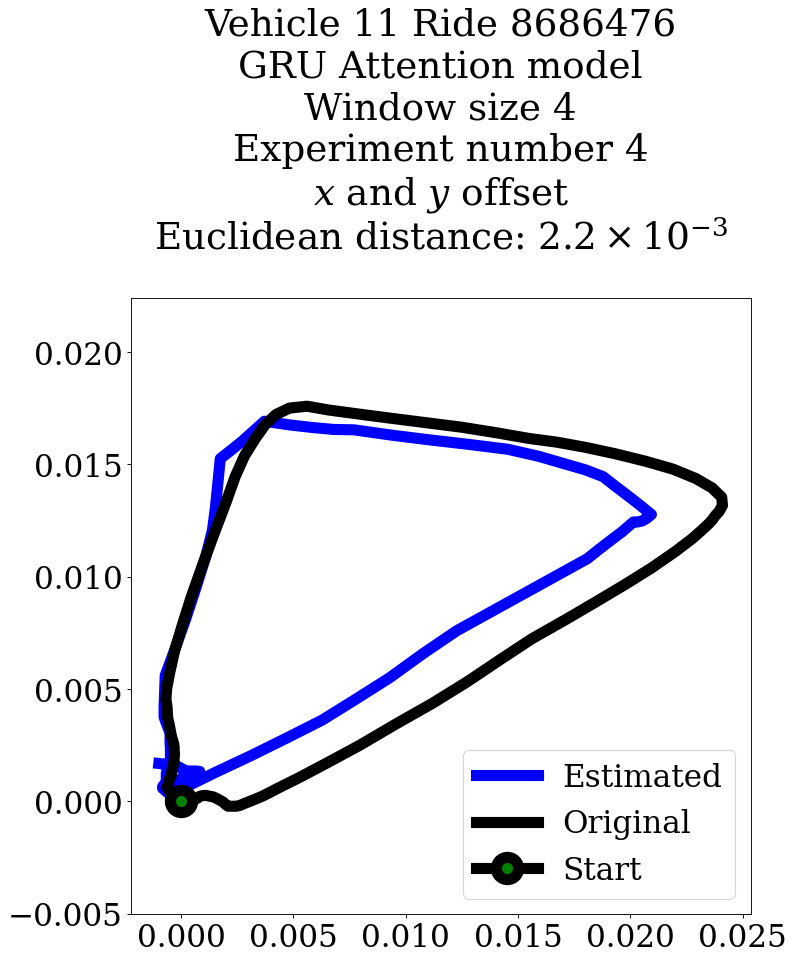 Vehicle 11 Ride 8686476
GRU Attention model
Window size 4
Experiment number 4
x and y offset
Euclidean distance: 2.2 × 10⁻³
0.020
0.015
0.010
0.005
0.000
−0.005
0.000 0.005 0.010 0.015 0.020 0.025
Estimated
Original
Start